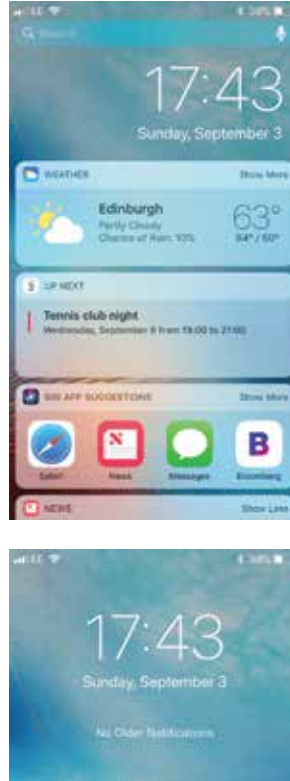 Search
17:43
Sunday, September 3
WEATHER Show More
Edinburgh
Partly Cloudy
Chance of Rain: 10%
63°
64° / 50°
UP NEXT
Tennis club night
Wednesday, September 6 from 19:00 to 21:00
SIRI APP SUGGESTIONS Show More
Safari News Messages Bloomberg
NEWS Show Less
17:43
Sunday, September 3
No Older Notifications